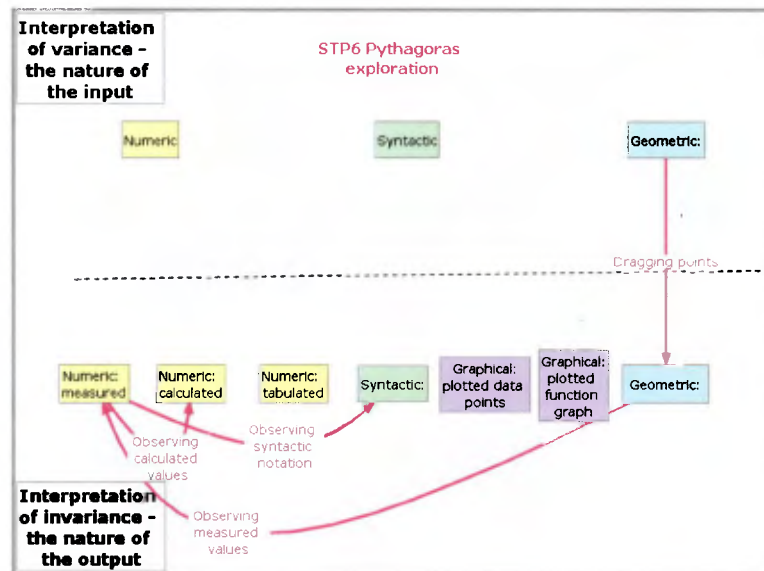 Interpretation
of variance -
the nature of
the input
STP6 Pythagoras
exploration
Numeric
Syntactic
Geometric:
Dragging points
Numeric:
measured
Numeric:
calculated
Numeric:
tabulated
Syntactic:
Graphical:
plotted data
points
Graphical:
plotted
function
graph
Geometric:
Observing
calculated
values
Observing
syntactic
notation
Observing
measured
values
Interpretation
of invariance -
the nature of
the output